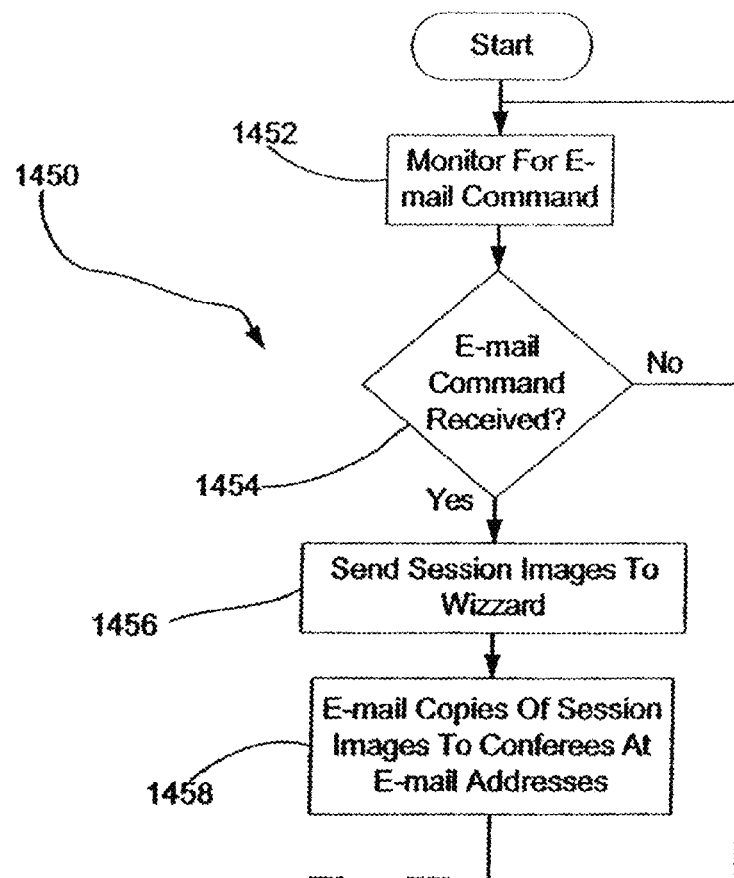 Start
1452
Monitor For E-
mail Command
1450
E-mail
Command
Received?
No
1454
Yes
Send Session Images To
Wizzard
1456
E-mail Copies Of Session
Images To Conferees At
E-mail Addresses
1458